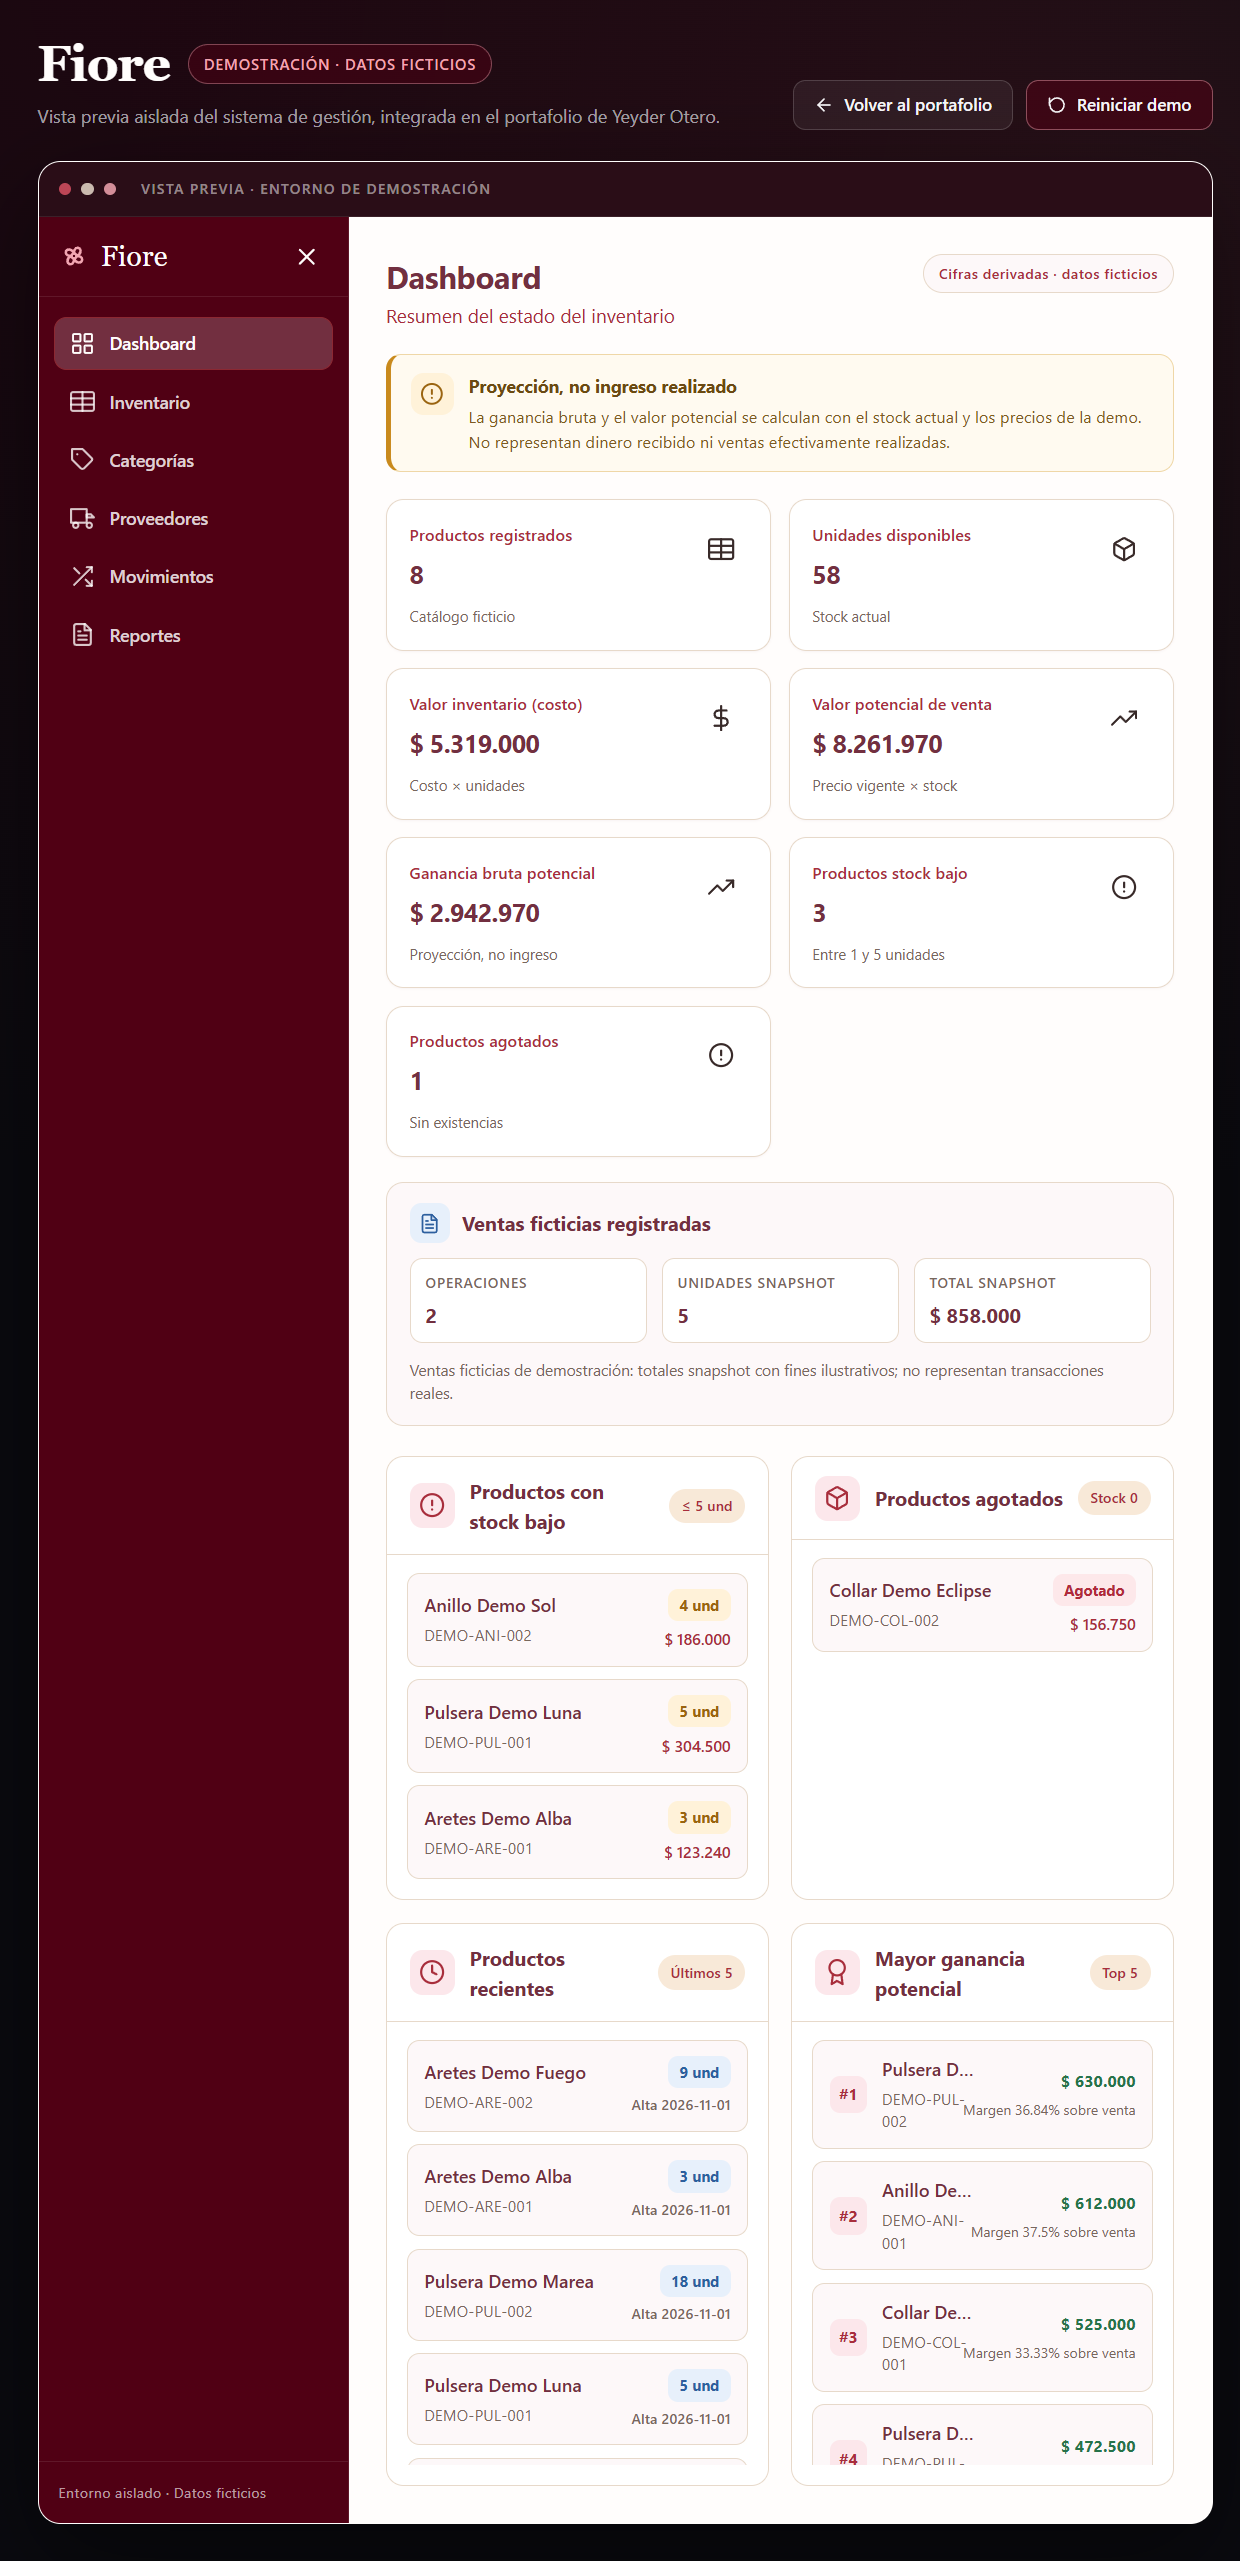 Fiore
DEMOSTRACIÓN · DATOS FICTICIOS
Vista previa aislada del sistema de gestión, integrada en el portafolio de Yeyder Otero.
Volver al portafolio
Reiniciar demo
VISTA PREVIA · ENTORNO DE DEMOSTRACIÓN
Fiore
Dashboard
Inventario
Categorías
Proveedores
Movimientos
Reportes
Entorno aislado · Datos ficticios
Dashboard
Resumen del estado del inventario
Cifras derivadas · datos ficticios
Proyección, no ingreso realizado
La ganancia bruta y el valor potencial se calculan con el stock actual y los precios de la demo.
No representan dinero recibido ni ventas efectivamente realizadas.
Productos registrados
8
Catálogo ficticio
Unidades disponibles
58
Stock actual
Valor inventario (costo)
$ 5.319.000
Costo × unidades
Valor potencial de venta
$ 8.261.970
Precio vigente × stock
Ganancia bruta potencial
$ 2.942.970
Proyección, no ingreso
Productos stock bajo
3
Entre 1 y 5 unidades
Productos agotados
1
Sin existencias
Ventas ficticias registradas
OPERACIONES
2
UNIDADES SNAPSHOT
5
TOTAL SNAPSHOT
$ 858.000
Ventas ficticias de demostración: totales snapshot con fines ilustrativos; no representan transacciones
reales.
Productos con
stock bajo
≤ 5 und
Anillo Demo Sol
DEMO-ANI-002
4 und
$ 186.000
Pulsera Demo Luna
DEMO-PUL-001
5 und
$ 304.500
Aretes Demo Alba
DEMO-ARE-001
3 und
$ 123.240
Productos agotados
Stock 0
Collar Demo Eclipse
DEMO-COL-002
Agotado
$ 156.750
Productos
recientes
Últimos 5
Aretes Demo Fuego
DEMO-ARE-002
9 und
Alta 2026-11-01
Aretes Demo Alba
DEMO-ARE-001
3 und
Alta 2026-11-01
Pulsera Demo Marea
DEMO-PUL-002
18 und
Alta 2026-11-01
Pulsera Demo Luna
DEMO-PUL-001
5 und
Alta 2026-11-01
Mayor ganancia
potencial
Top 5
#1
Pulsera D...
DEMO-PUL-
002
$ 630.000
Margen 36.84% sobre venta
#2
Anillo De...
DEMO-ANI-
001
$ 612.000
Margen 37.5% sobre venta
#3
Collar De...
DEMO-COL-
001
$ 525.000
Margen 33.33% sobre venta
#4
Pulsera D...
DEMO-PUL-
$ 472.500